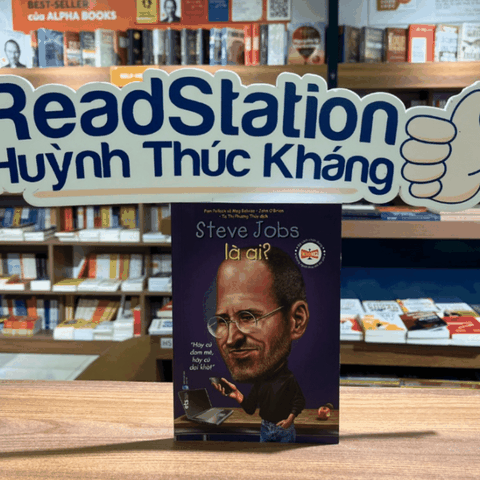 BEST-SELLER
của ALPHA BOOKS
ReadStation
Huỳnh Thúc Kháng
Steve Jobs
là ai?
"Hãy cứ
đam mê,
hãy cứ
dại khờ!"